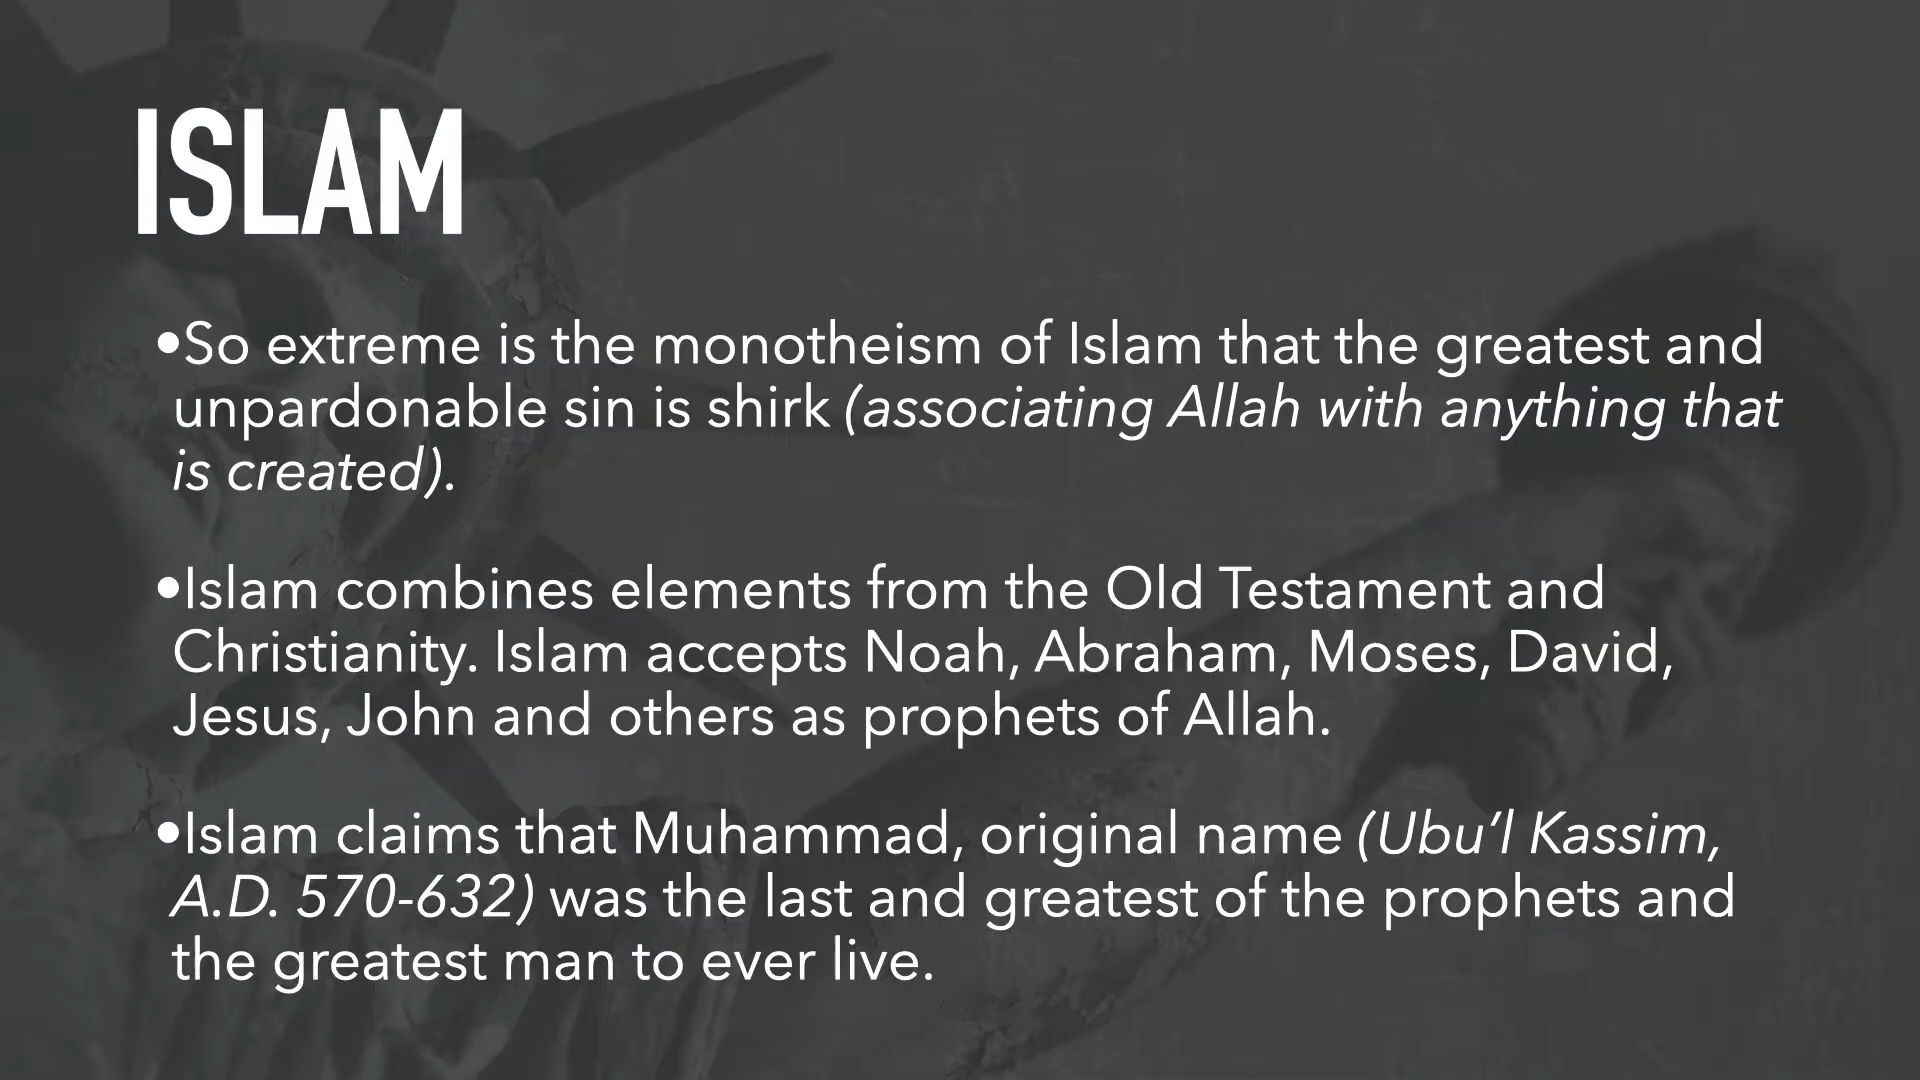 ISLAM
•So extreme is the monotheism of Islam that the greatest and
unpardonable sin is shirk (associating Allah with anything that
is created).
•Islam combines elements from the Old Testament and
Christianity. Islam accepts Noah, Abraham, Moses, David,
Jesus, John and others as prophets of Allah.
•Islam claims that Muhammad, original name (Ubu’l Kassim,
A.D. 570-632) was the last and greatest of the prophets and
the greatest man to ever live.